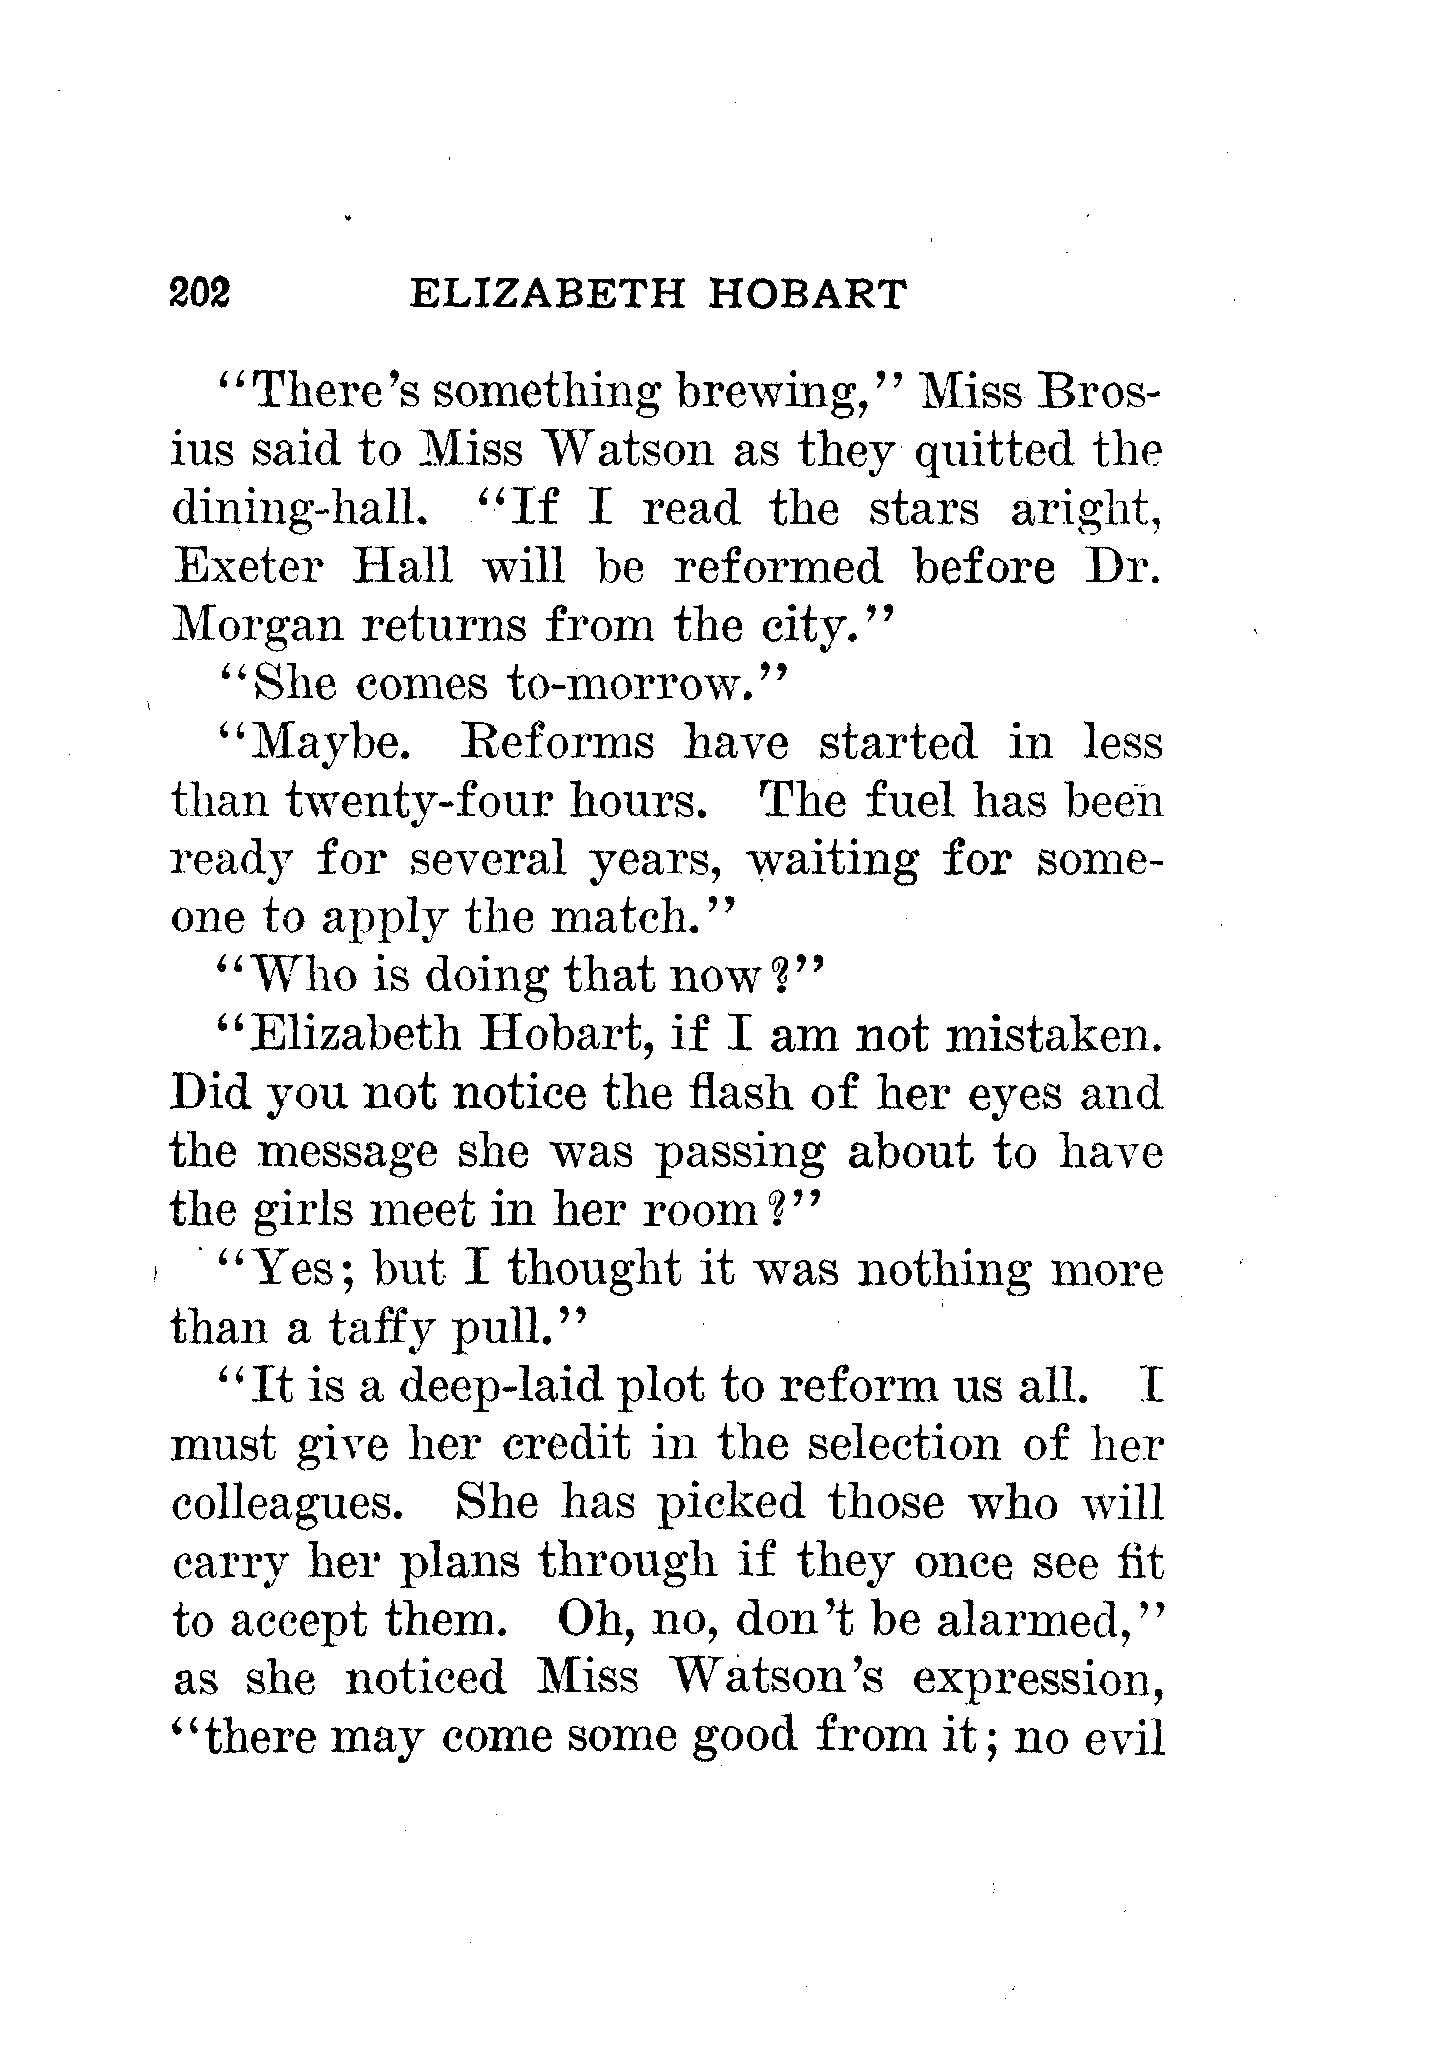 202 ELIZABETH HOBART
"There's something brewing," Miss Bros-
ius said to Miss Watson as they quitted the
dining-hall. "If I read the stars aright,
Exeter Hall will be reformed before Dr.
Morgan returns from the city."
"She comes to-morrow."
"Maybe. Reforms have started in less
than twenty-four hours. The fuel has been
ready for several years, waiting for some-
one to apply the match."
"Who is doing that now?"
"Elizabeth Hobart, if I am not mistaken.
Did you not notice the flash of her eyes and
the message she was passing about to have
the girls meet in her room?"
"Yes; but I thought it was nothing more
than a taffy pull."
"It is a deep-laid plot to reform us all. I
must give her credit in the selection of her
colleagues. She has picked those who will
carry her plans through if they once see fit
to accept them. Oh, no, don't be alarmed,"
as she noticed Miss Watson's expression,
"there may come some good from it; no evil